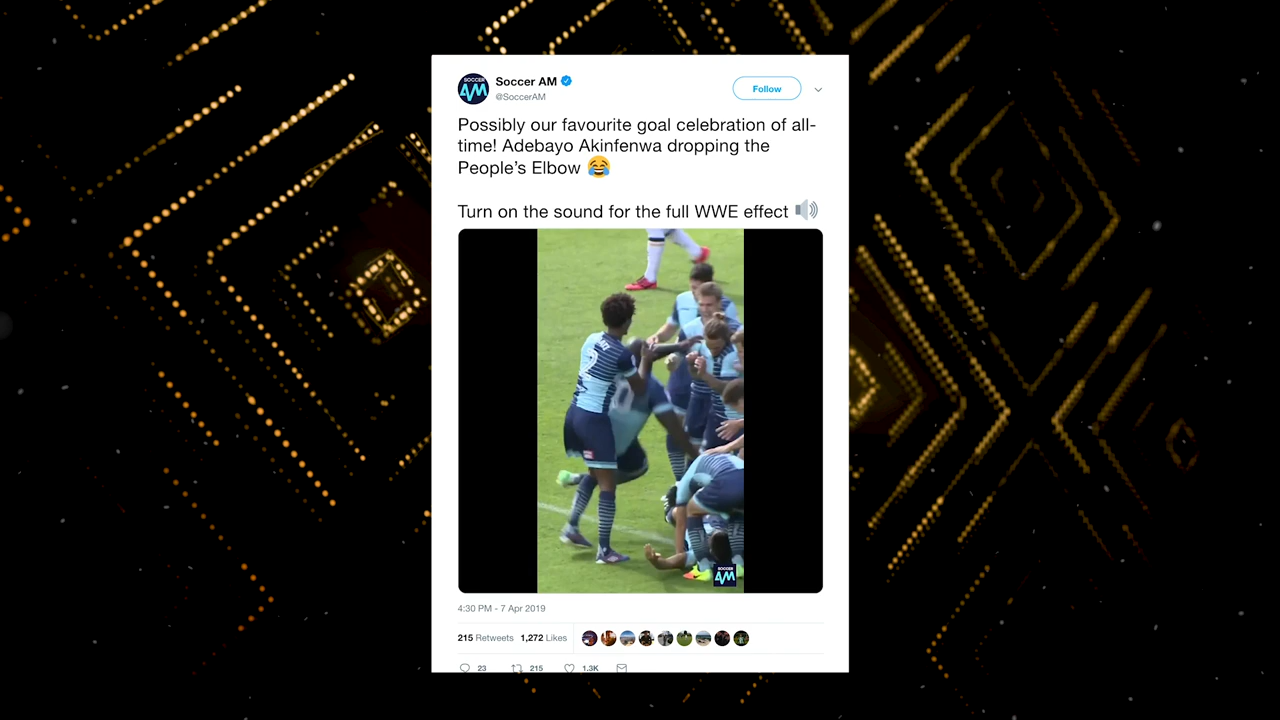 Soccer AM
@SoccerAM
Follow
Possibly our favourite goal celebration of all-
time! Adebayo Akinfenwa dropping the
People's Elbow 😂
Turn on the sound for the full WWE effect 🔊
2
SOCCER
AM
4:30 PM - 7 Apr 2019
215 Retweets 1,272 Likes
23 215 1.3K